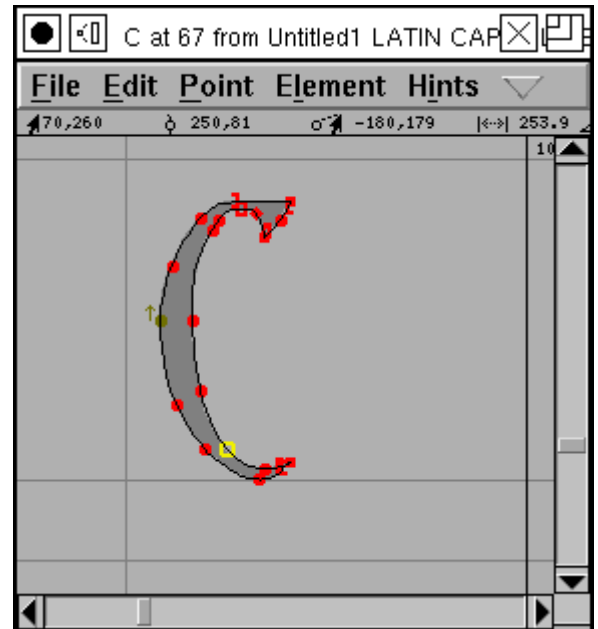 C at 67 from Untitled1 LATIN CAP
File Edit Point Element Hints
70,260 250,81 -180,179 253.9
10